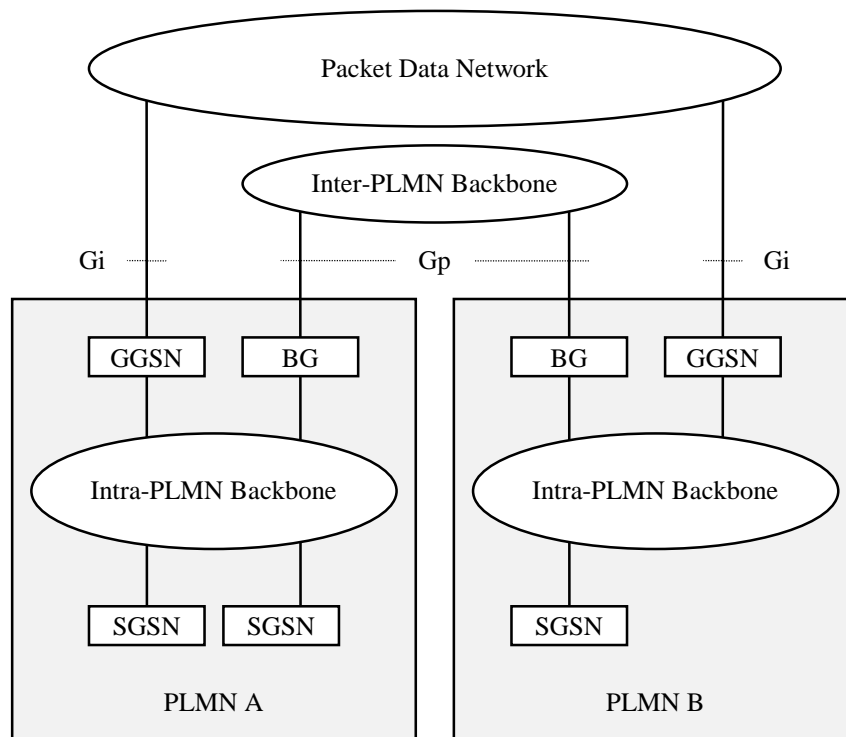 Packet Data Network
Inter-PLMN Backbone
Gi Gp Gi
GGSN BG BG GGSN
Intra-PLMN Backbone Intra-PLMN Backbone
SGSN SGSN SGSN
PLMN A PLMN B